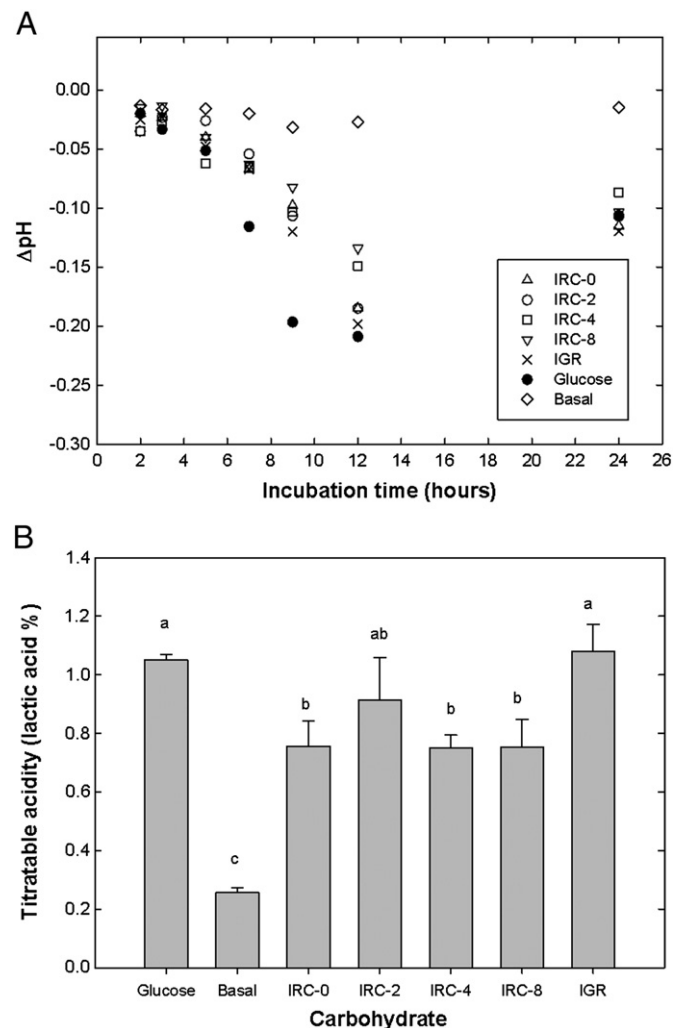 A
0.00
-0.05
-0.10
-0.15
-0.20
-0.25
-0.30
ΔpH
IRC-0
IRC-2
IRC-4
IRC-8
IGR
Glucose
Basal
0 2 4 6 8 10 12 14 16 18 20 22 24 26
Incubation time (hours)
B
1.4
1.2
1.0
0.8
0.6
0.4
0.2
0.0
Titratable acidity (lactic acid %)
a c b ab b b a
Glucose Basal IRC-0 IRC-2 IRC-4 IRC-8 IGR
Carbohydrate